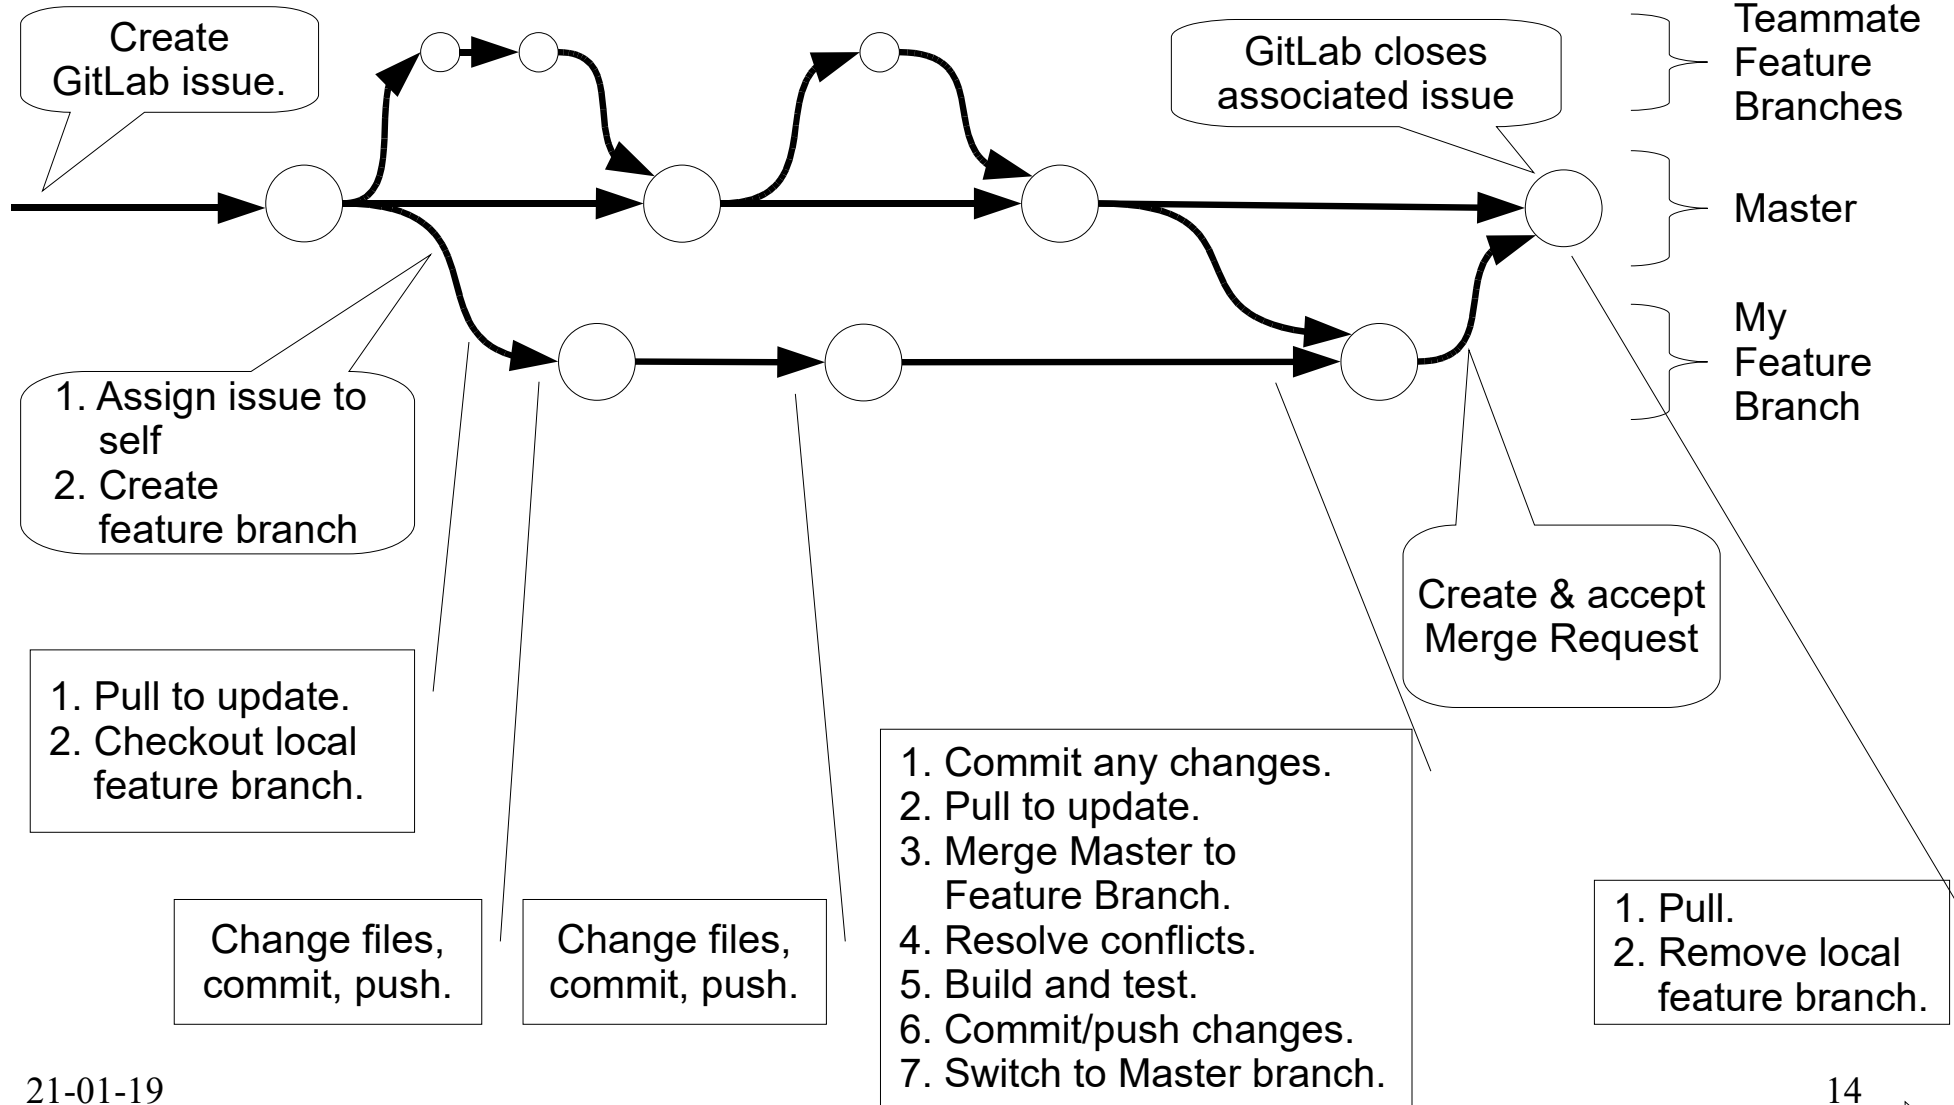 Create
GitLab issue.
GitLab closes
associated issue
Teammate
Feature
Branches
Master
My
Feature
Branch
1. Assign issue to
self
2. Create
feature branch
Create & accept
Merge Request
1. Pull to update.
2. Checkout local
feature branch.
Change files,
commit, push.
Change files,
commit, push.
1. Commit any changes.
2. Pull to update.
3. Merge Master to
Feature Branch.
4. Resolve conflicts.
5. Build and test.
6. Commit/push changes.
7. Switch to Master branch.
1. Pull.
2. Remove local
feature branch.
21-01-19
14